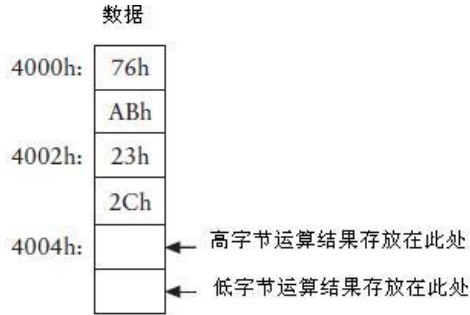 数据
4000h: 76h
ABh
4002h: 23h
2Ch
4004h: 高字节运算结果存放在此处
低字节运算结果存放在此处